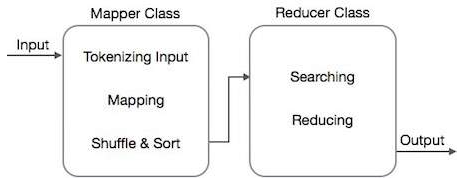 Mapper Class
Reducer Class
Input
Tokenizing Input
Mapping
Shuffle & Sort
Searching
Reducing
Output